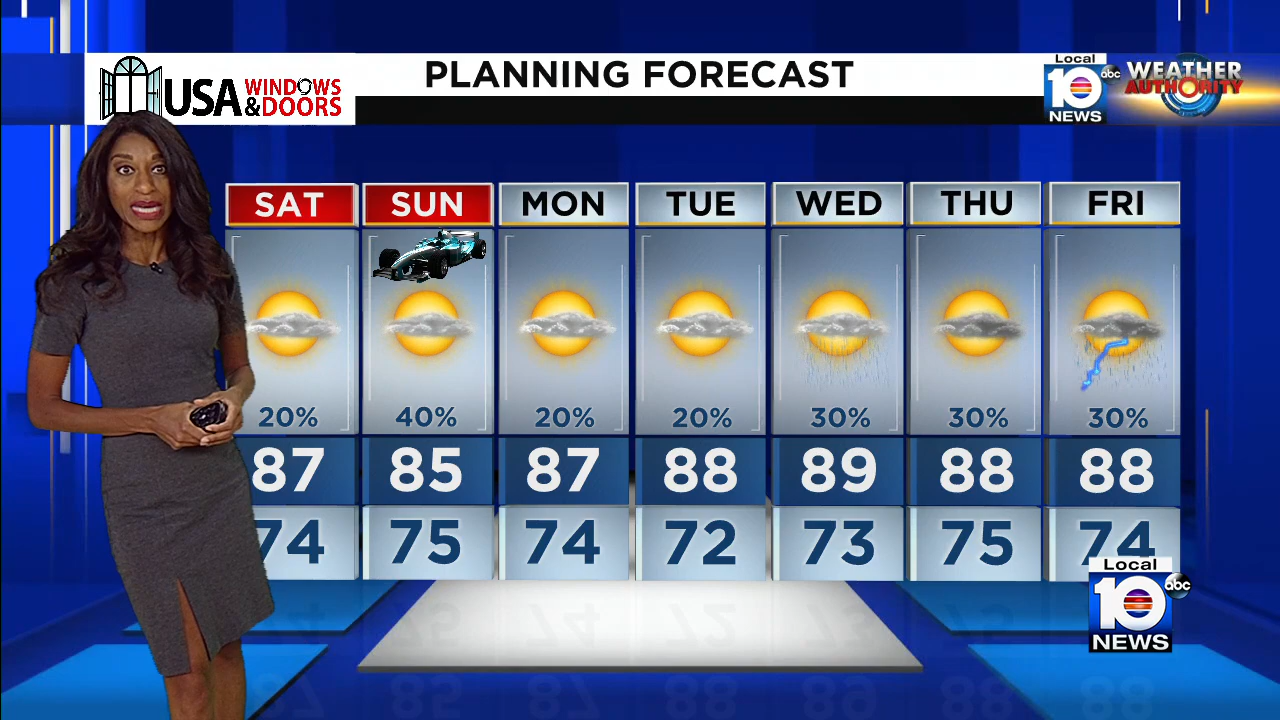 USA WINDOWS & DOORS
PLANNING FORECAST
Local 10 abc NEWS
WEATHER AUTHORITY
SAT SUN MON TUE WED THU FRI
20% 40% 20% 20% 30% 30% 30%
87 85 87 88 89 88 88
74 75 74 72 73 75 74
Local
10 abc
NEWS